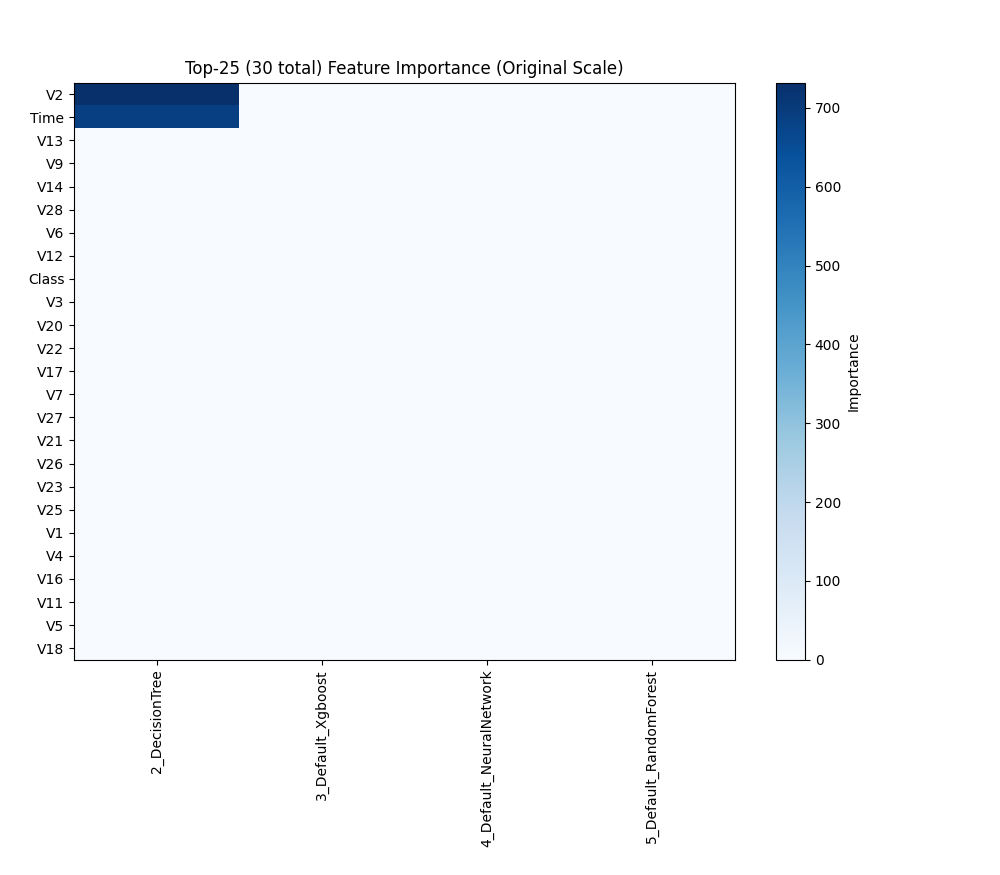 Top-25 (30 total) Feature Importance (Original Scale)
V2
Time
V13
V9
V14
V28
V6
V12
Class
V3
V20
V22
V17
V7
V27
V21
V26
V23
V25
V1
V4
V16
V11
V5
V18
2_DecisionTree
3_Default_Xgboost
4_Default_NeuralNetwork
5_Default_RandomForest
700
600
500
400
300
200
100
0
Importance